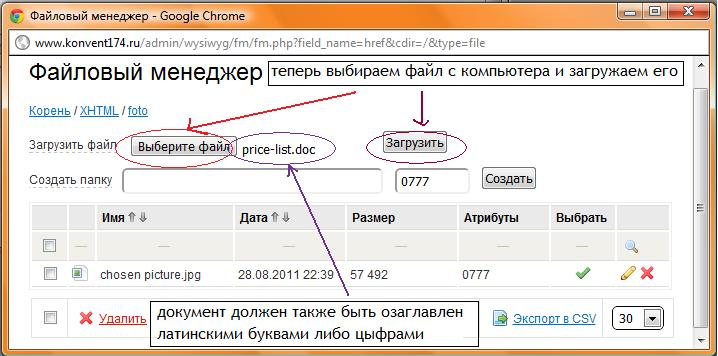 Файловый менеджер - Google Chrome
www.konvent174.ru/admin/wysiwyg/fm/fm.php?field_name=href&cdir=/&type=file
Файловый менеджер
теперь выбираем файл с компьютера и загружаем его
Корень / XHTML / foto
Загрузить файл Выберите файл price-list.doc Загрузить
Создать папку 0777 Создать
Имя Дата Размер Атрибуты Выбрать
— — — — —
chosen picture.jpg 28.08.2011 22:39 57 492 0777
Удалить Экспорт в CSV 30
документ должен также быть озаглавлен
латинскими буквами либо цыфрами